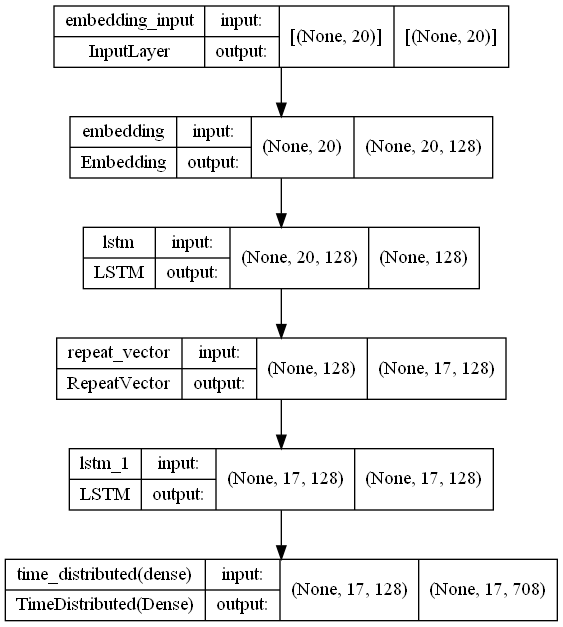 embedding_input input: [(None, 20)] [(None, 20)]
InputLayer output:
embedding input: (None, 20) (None, 20, 128)
Embedding output:
lstm input: (None, 20, 128) (None, 128)
LSTM output:
repeat_vector input: (None, 128) (None, 17, 128)
RepeatVector output:
lstm_1 input: (None, 17, 128) (None, 17, 128)
LSTM output:
time_distributed(dense) input: (None, 17, 128) (None, 17, 708)
TimeDistributed(Dense) output: